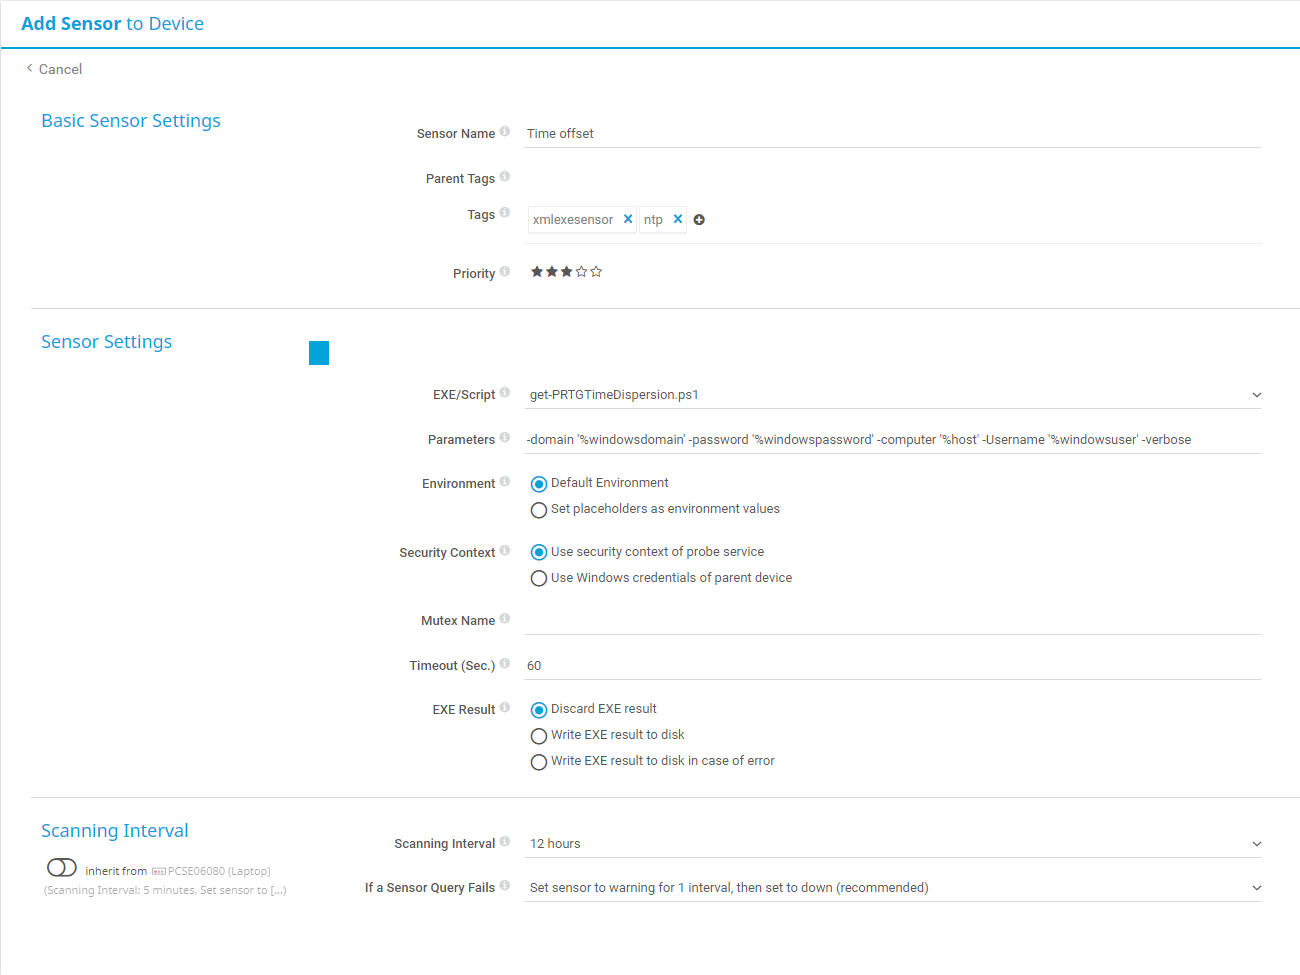 Add Sensor to Device
Cancel
Basic Sensor Settings
Sensor Name Time offset
Parent Tags
Tags xmlexesensor ntp
Priority
Sensor Settings
EXE/Script get-PRTGTimeDispersion.ps1
Parameters -domain '%windowsdomain' -password '%windowspassword' -computer '%host' -Username '%windowsuser' -verbose
Environment Default Environment
Set placeholders as environment values
Security Context Use security context of probe service
Use Windows credentials of parent device
Mutex Name
Timeout (Sec.) 60
EXE Result Discard EXE result
Write EXE result to disk
Write EXE result to disk in case of error
Scanning Interval
Scanning Interval 12 hours
inherit from PCSE06080 (Laptop)
(Scanning Interval: 5 minutes, Set sensor to [...])
If a Sensor Query Fails Set sensor to warning for 1 interval, then set to down (recommended)